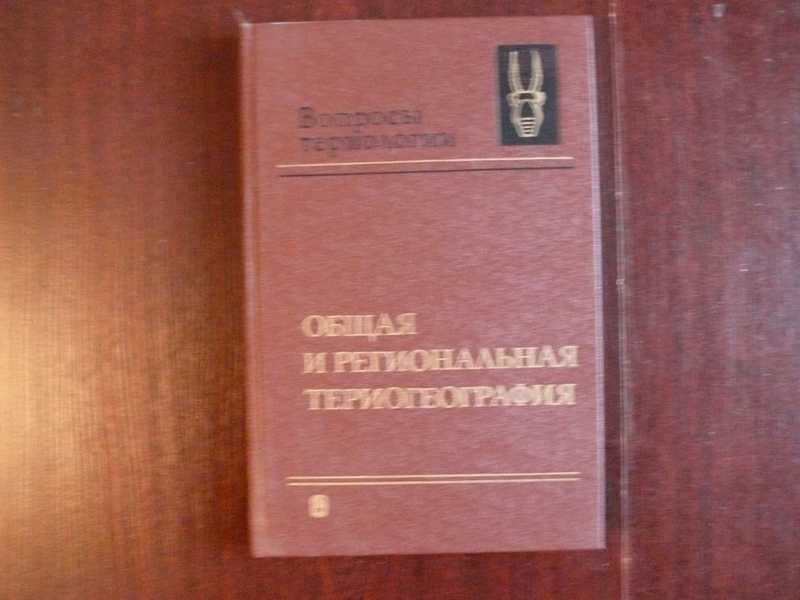 Вопросы
териологии
ОБЩАЯ
И РЕГИОНАЛЬНАЯ
ТЕРИОГЕОГРАФИЯ